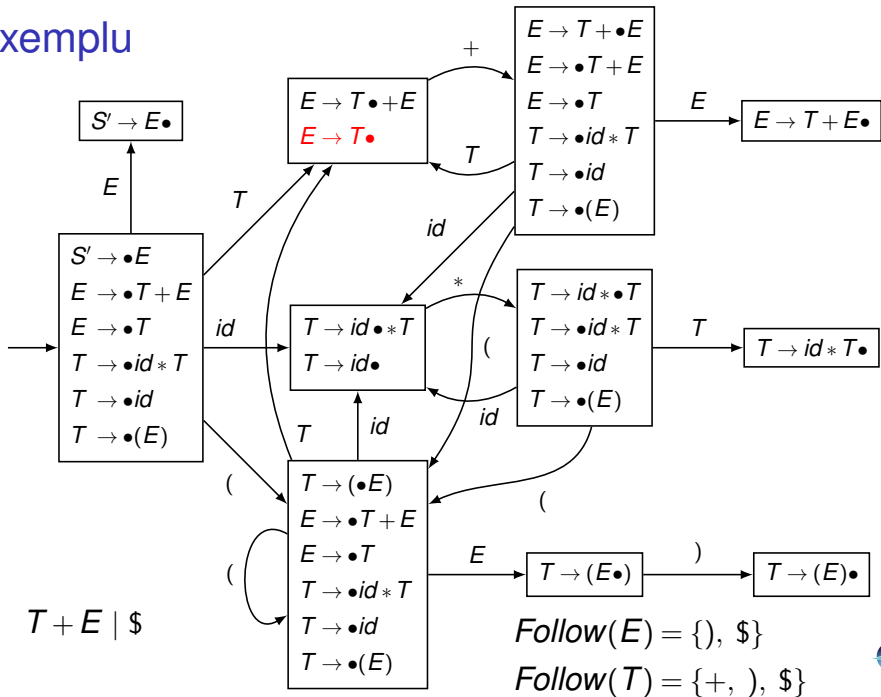 xemplu
S′ → E•
E
S′ → •E
E → •T + E
E → •T
T → •id * T
T → •id
T → •(E)
T
id
(
E → T• + E
E → T•
+
T
E → T + •E
E → •T + E
E → •T
T → •id * T
T → •id
T → •(E)
E
E → T + E•
id
(
T → id• * T
T → id•
*
id
T → id * •T
T → •id * T
T → •id
T → •(E)
T
T → id * T•
(
T
id
(
T → (•E)
E → •T + E
E → •T
T → •id * T
T → •id
T → •(E)
E
T → (E•)
)
T → (E)•
T + E | $
Follow(E) = {), $}
Follow(T) = {+, ), $}